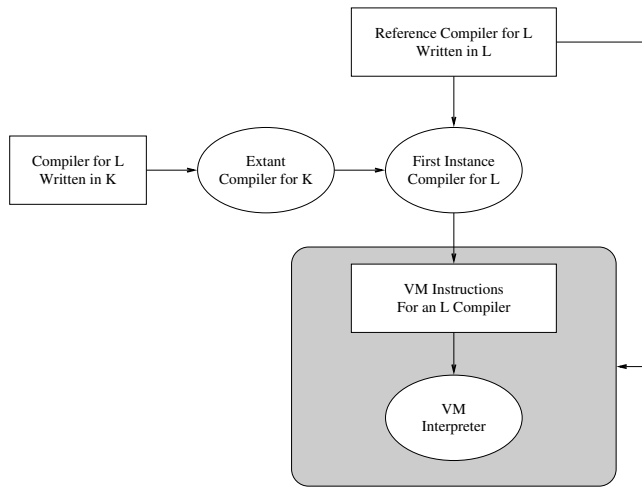 Reference Compiler for L
Written in L
Compiler for L
Written in K
Extant
Compiler for K
First Instance
Compiler for L
VM Instructions
For an L Compiler
VM
Interpreter